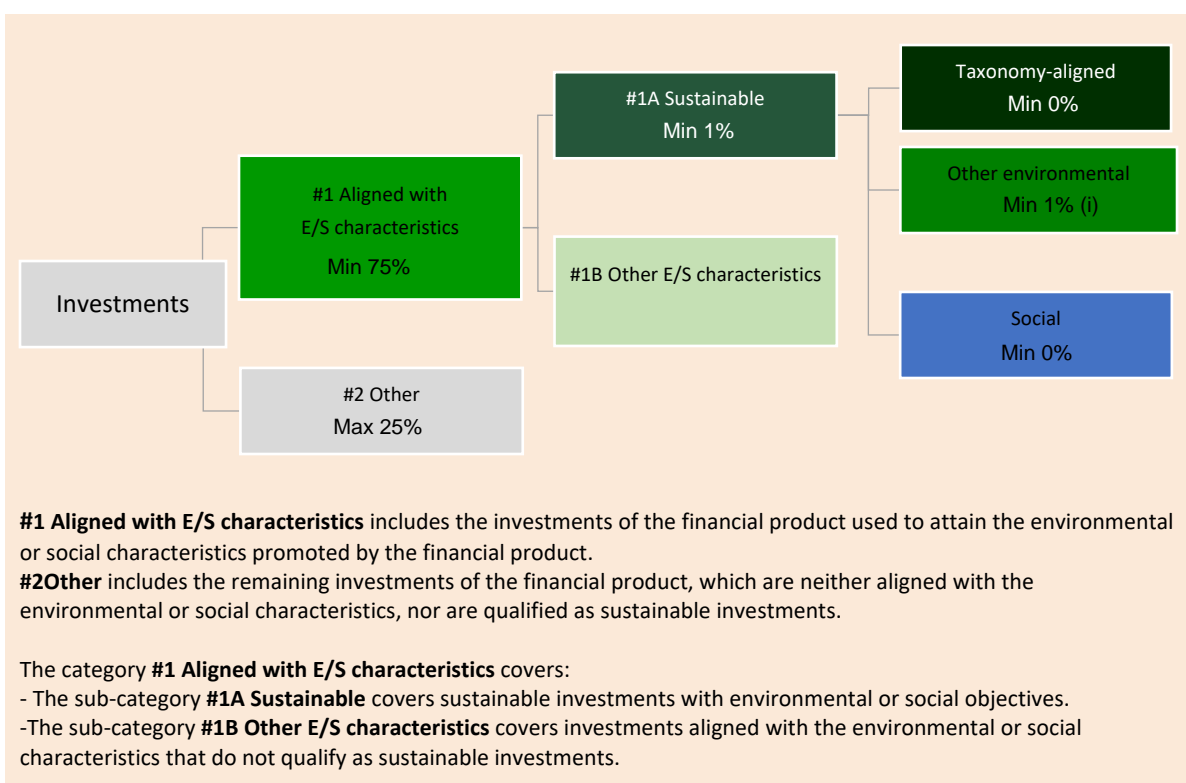 Taxonomy-aligned
Min 0%
#1A Sustainable
Min 1%
Other environmental
Min 1% (i)
#1 Aligned with
E/S characteristics
Min 75%
#1B Other E/S characteristics
Investments
Social
Min 0%
#2 Other
Max 25%
#1 Aligned with E/S characteristics includes the investments of the financial product used to attain the environmental
or social characteristics promoted by the financial product.
#2Other includes the remaining investments of the financial product, which are neither aligned with the
environmental or social characteristics, nor are qualified as sustainable investments.
The category #1 Aligned with E/S characteristics covers:
- The sub-category #1A Sustainable covers sustainable investments with environmental or social objectives.
-The sub-category #1B Other E/S characteristics covers investments aligned with the environmental or social
characteristics that do not qualify as sustainable investments.